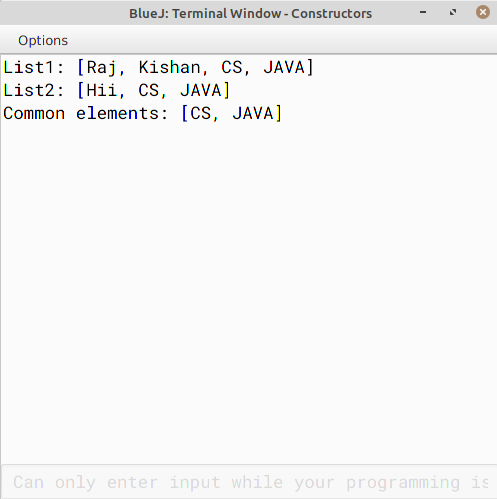 BlueJ: Terminal Window - Constructors
Options
List1: [Raj, Kishan, CS, JAVA]
List2: [Hii, CS, JAVA]
Common elements: [CS, JAVA]
Can only enter input while your programming is